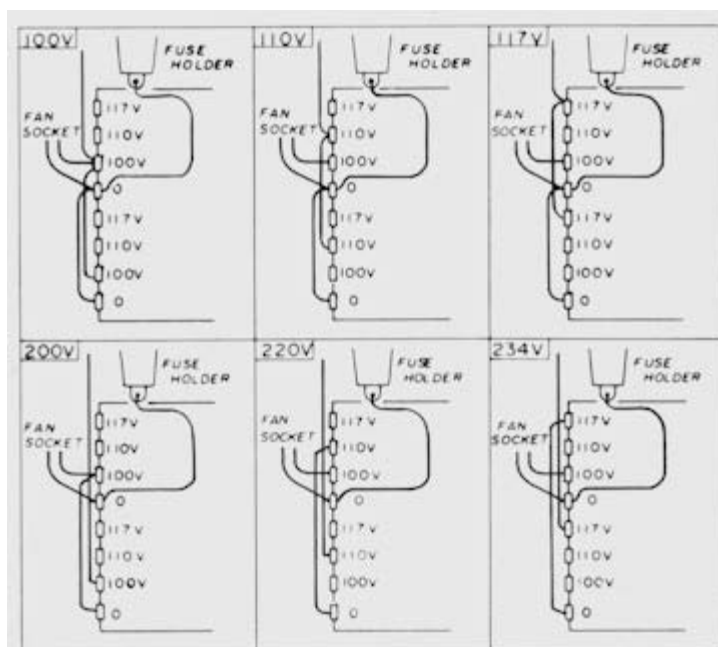 100V
FUSE
HOLDER
117V
FAN
SOCKET
110V
100V
0
117V
110V
100V
0
110V
FUSE
HOLDER
117V
FAN
SOCKET
110V
100V
0
117V
110V
100V
0
117V
FUSE
HOLDER
117V
FAN
SOCKET
110V
100V
0
117V
110V
100V
0
200V
FUSE
HOLDER
117V
FAN
SOCKET
110V
100V
0
117V
110V
100V
0
220V
FUSE
HOLDER
117V
FAN
SOCKET
110V
100V
0
117V
110V
100V
0
234V
FUSE
HOLDER
117V
FAN
SOCKET
110V
100V
0
117V
110V
100V
0